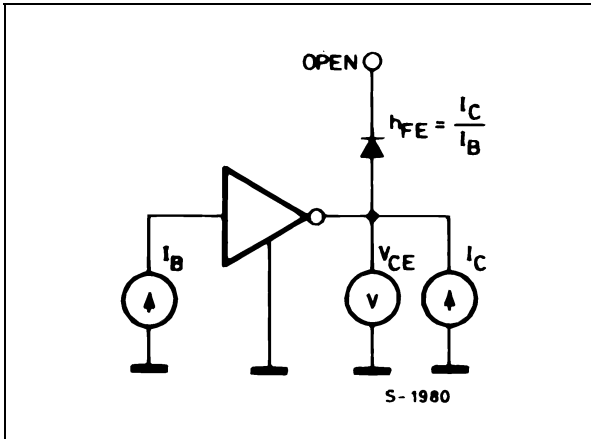 OPEN
hFE = IC
IB
IB
VCE
IC
V
S-1980